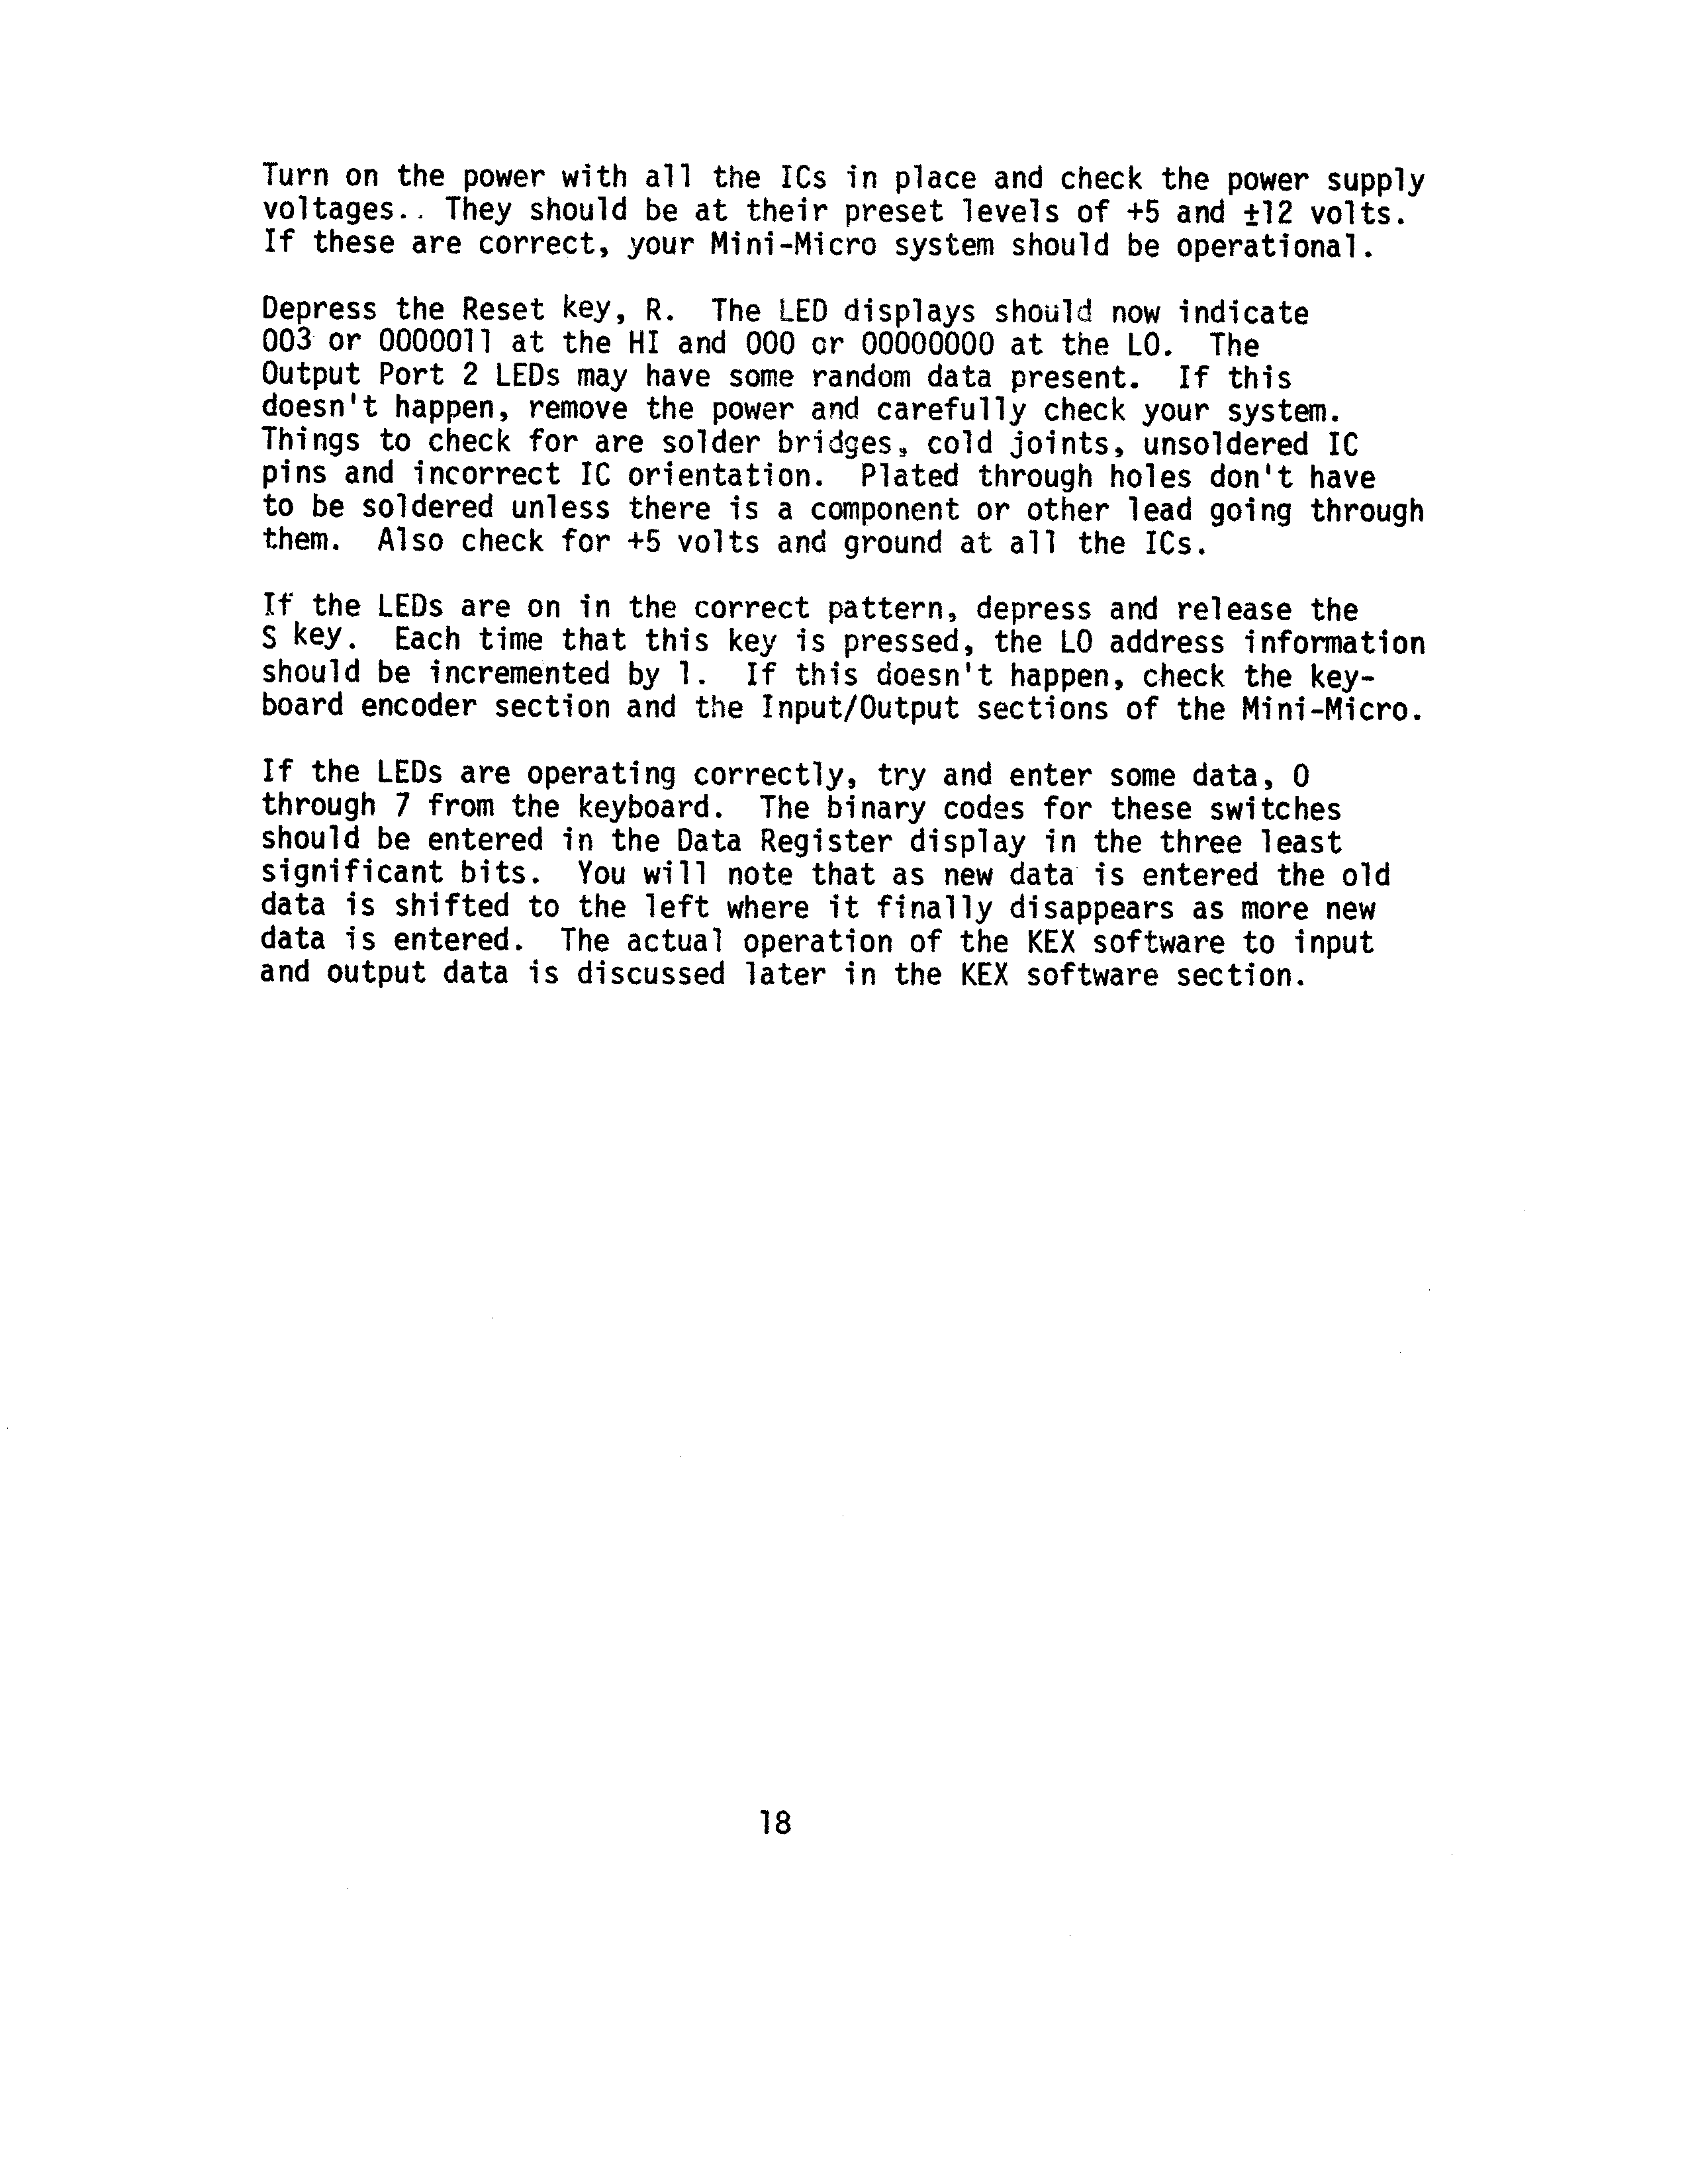 Turn on the power with all the ICs in place and check the power supply
voltages.. They should be at their preset levels of +5 and ±12 volts.
If these are correct, your Mini-Micro system should be operational.
Depress the Reset key, R. The LED displays should now indicate
003 or 0000011 at the HI and 000 or 00000000 at the LO. The
Output Port 2 LEDs may have some random data present. If this
doesn't happen, remove the power and carefully check your system.
Things to check for are solder bridges, cold joints, unsoldered IC
pins and incorrect IC orientation. Plated through holes don't have
to be soldered unless there is a component or other lead going through
them. Also check for +5 volts and ground at all the ICs.
If the LEDs are on in the correct pattern, depress and release the
S key. Each time that this key is pressed, the LO address information
should be incremented by 1. If this doesn't happen, check the key-
board encoder section and the Input/Output sections of the Mini-Micro.
If the LEDs are operating correctly, try and enter some data, 0
through 7 from the keyboard. The binary codes for these switches
should be entered in the Data Register display in the three least
significant bits. You will note that as new data is entered the old
data is shifted to the left where it finally disappears as more new
data is entered. The actual operation of the KEX software to input
and output data is discussed later in the KEX software section.
18